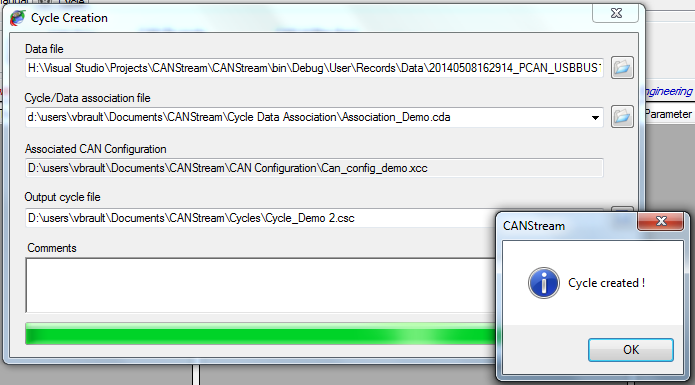 Cycle
Cycle Creation
Data file
H:\Visual Studio\Projects\CANStream\CANStream\bin\Debug\User\Records\Data\20140508162914_PCAN_USBBUS
Cycle/Data association file
d:\users\vbrault\Documents\CANStream\Cycle Data Association\Association_Demo.cda
Parameter
Associated CAN Configuration
D:\users\vbrault\Documents\CANStream\CAN Configuration\Can_config_demo.xcc
Output cycle file
D:\users\vbrault\Documents\CANStream\Cycles\Cycle_Demo 2.csc
Comments
CANStream
Cycle created !
OK